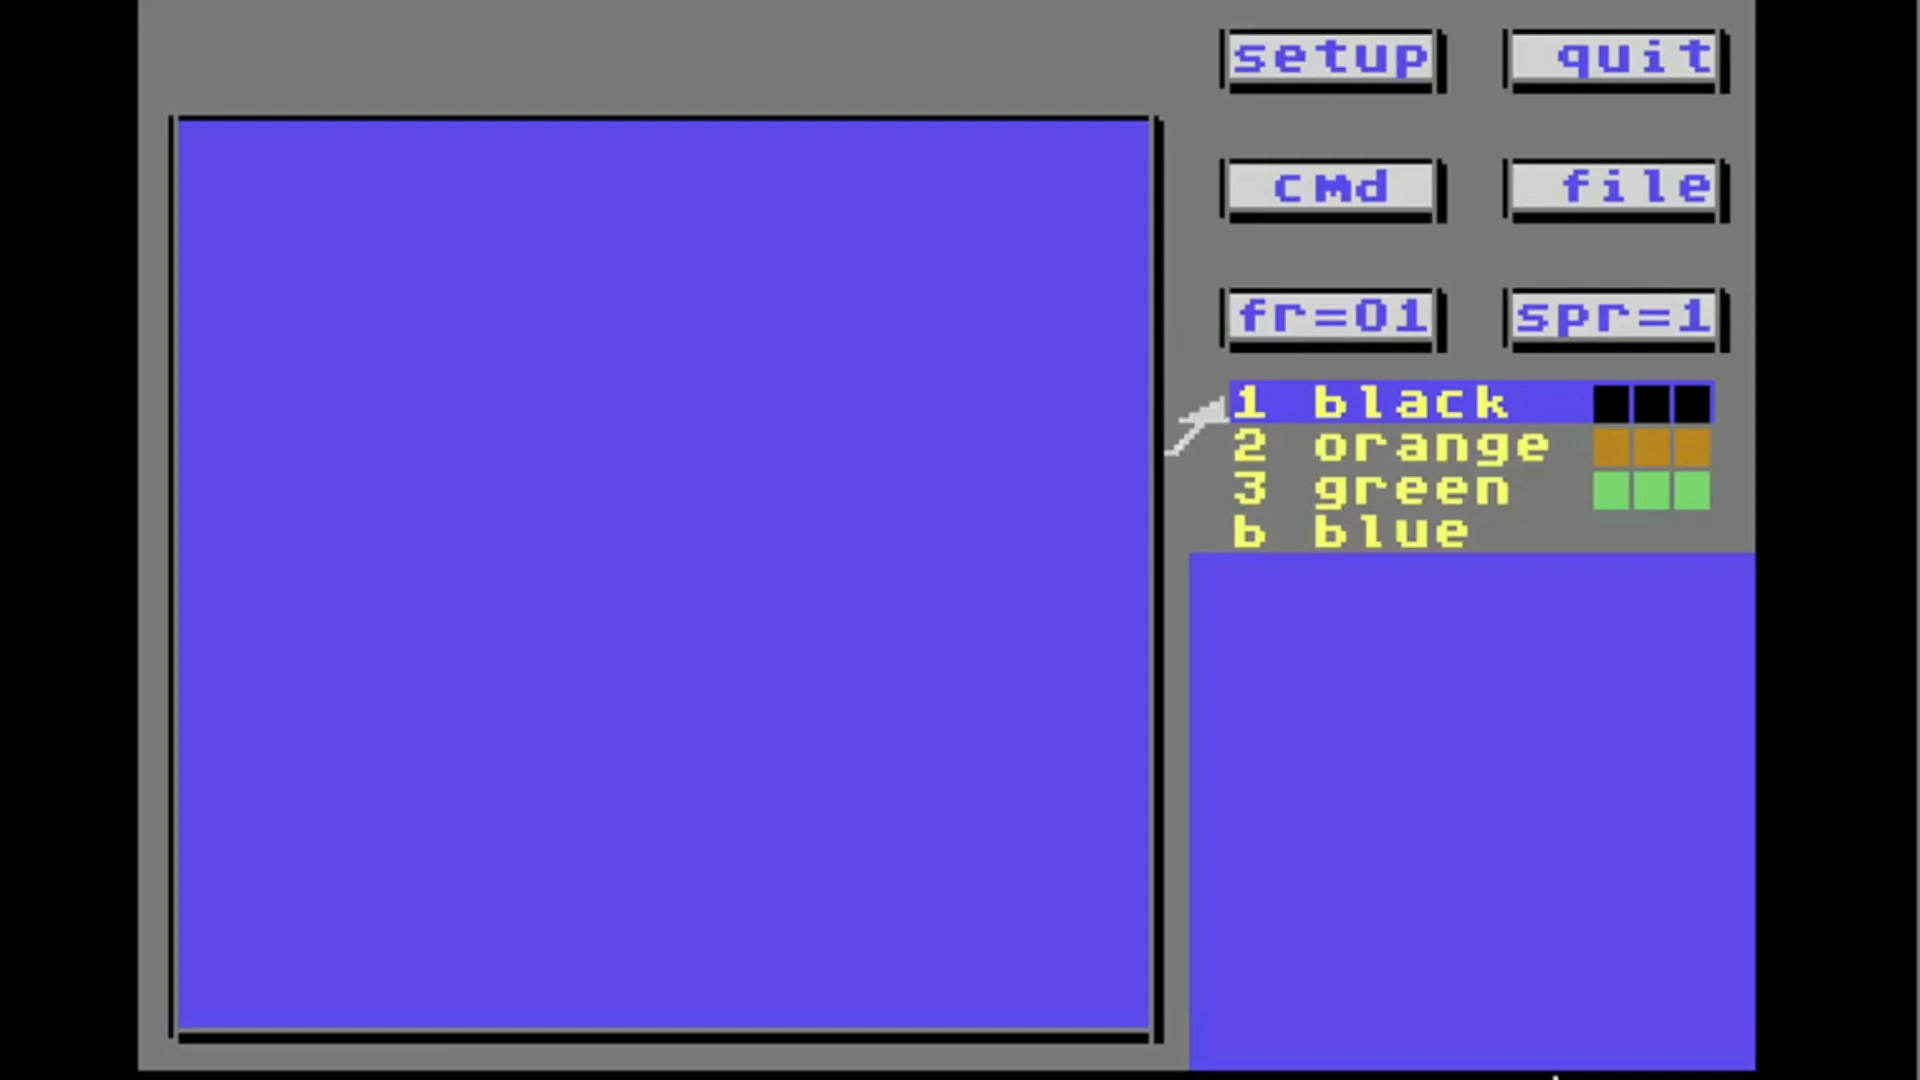 setup quit
cmd file
fr=01 spr=1
1 black
2 orange
3 green
b blue